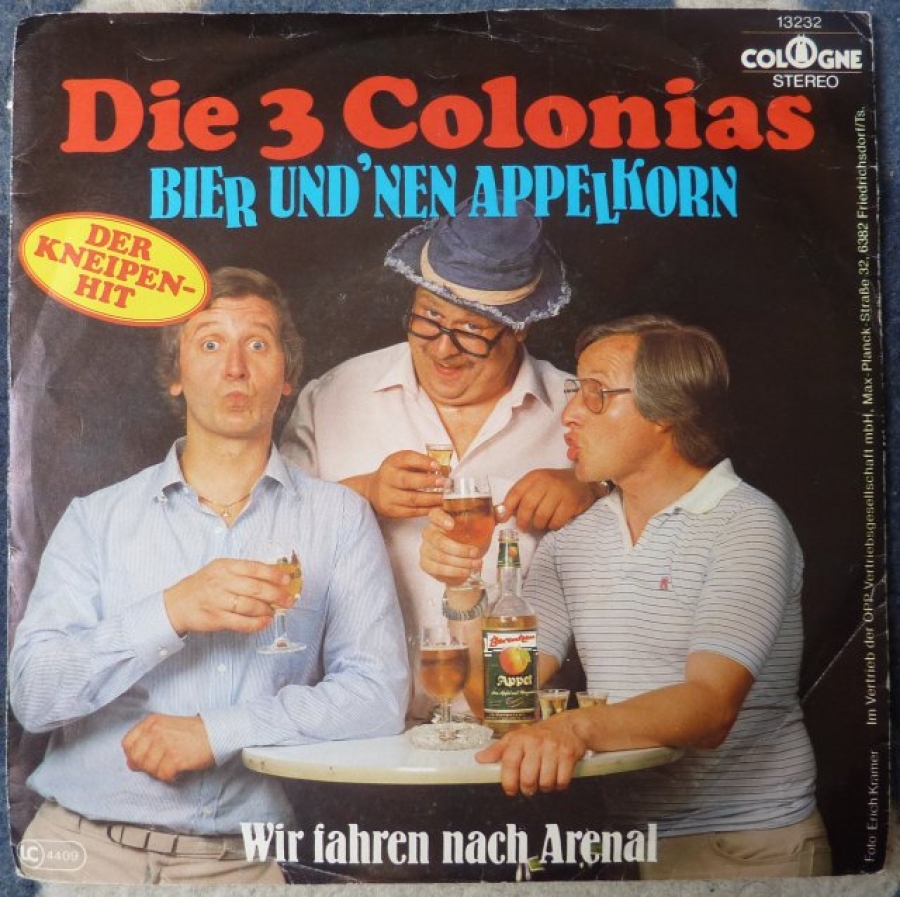 13232
COLOGNE
STEREO
Die 3 Colonias
BIER UND 'NEN APPELKORN
DER
KNEIPEN-
HIT
Appel
Wir fahren nach Arenal
LC 4409
Foto: Erich Kramer
Im Vertrieb der OPP Vertriebsgesellschaft mbH, Max-Planck-Straße 32, 6382 Friedrichsdorf/Ts.